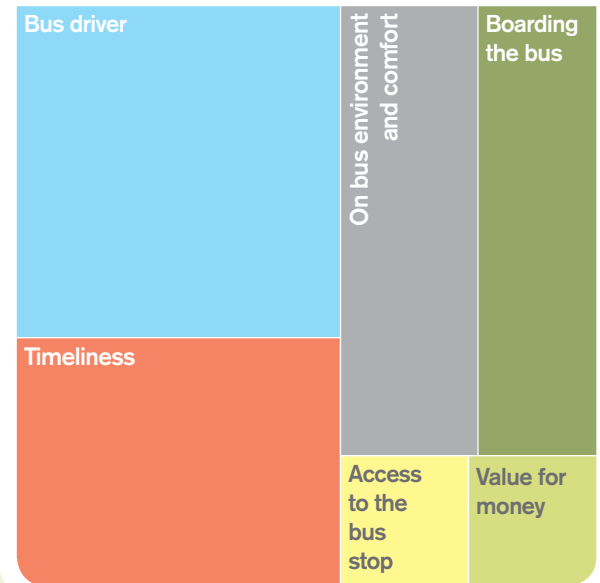 Bus driver
On bus environment
and comfort
Boarding
the bus
Timeliness
Access
to the
bus
stop
Value for
money